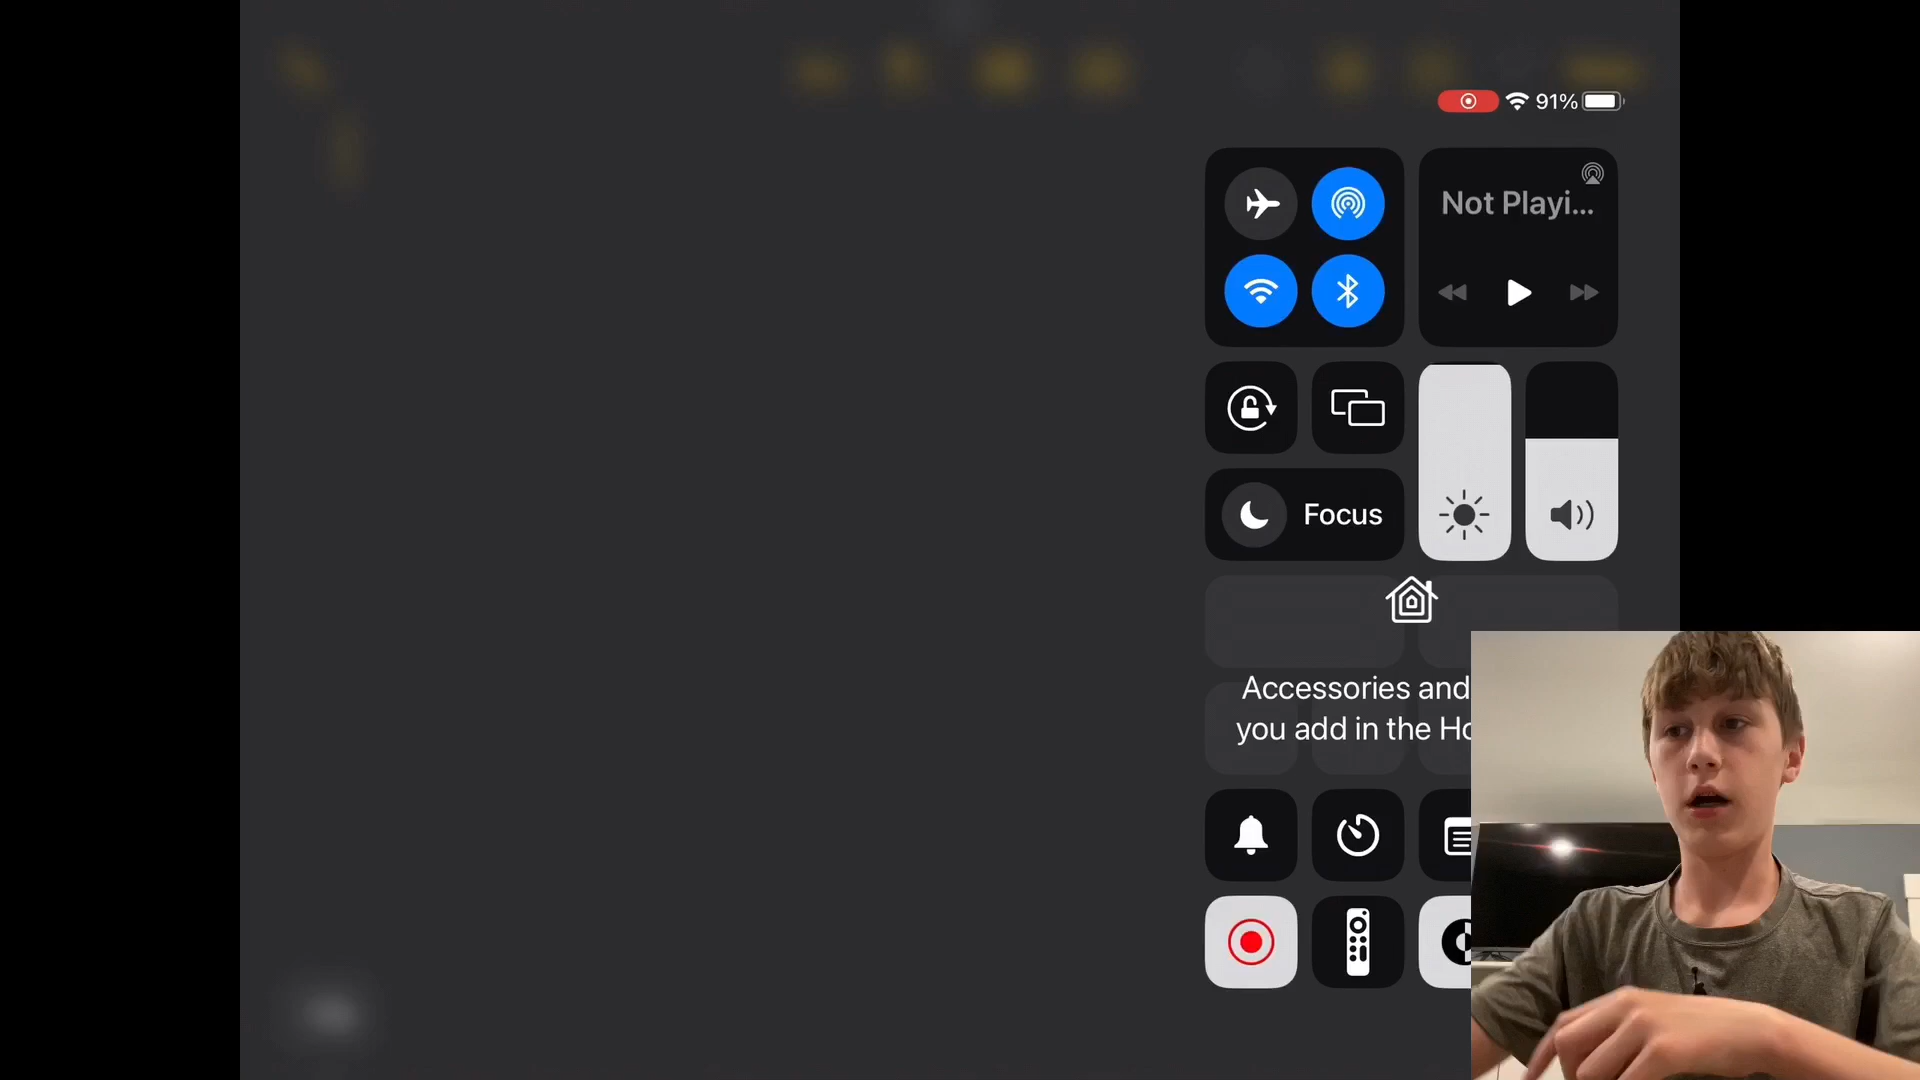 91%
Not Playi...
Focus
Accessories and
you add in the Ho